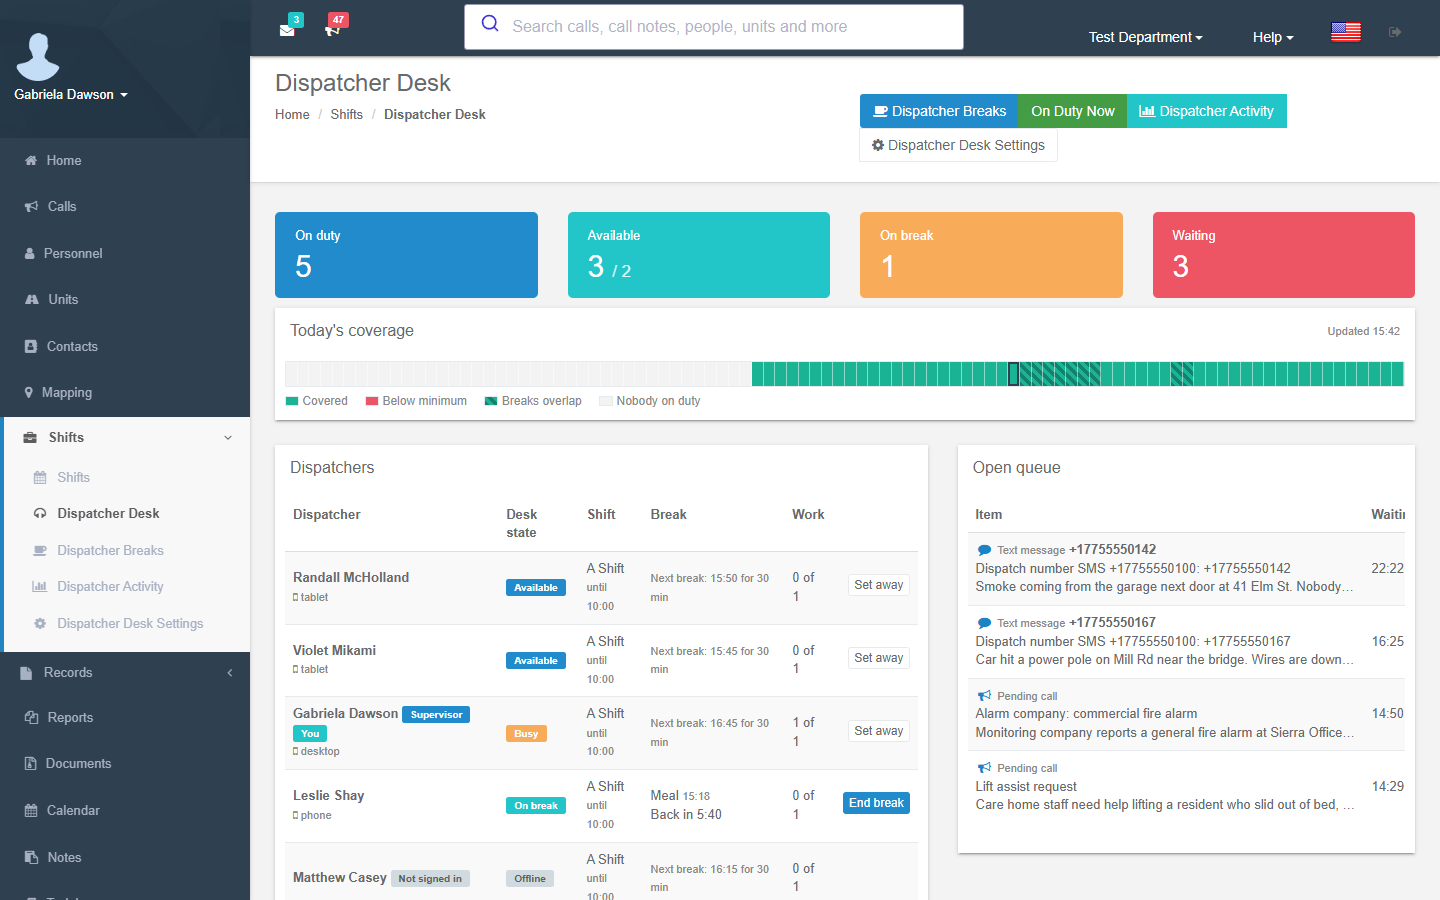 3
47
Search calls, call notes, people, units and more
Test Department
Help
Gabriela Dawson
Home
Calls
Personnel
Units
Contacts
Mapping
Shifts
Shifts
Dispatcher Desk
Dispatcher Breaks
Dispatcher Activity
Dispatcher Desk Settings
Records
Reports
Documents
Calendar
Notes
Dispatcher Desk
Home / Shifts / Dispatcher Desk
Dispatcher Breaks
On Duty Now
Dispatcher Activity
Dispatcher Desk Settings
On duty
5
Available
3 / 2
On break
1
Waiting
3
Today's coverage
Updated 15:42
Covered
Below minimum
Breaks overlap
Nobody on duty
Dispatchers
Dispatcher
Desk
state
Shift
Break
Work
Randall McHolland
tablet
Available
A Shift
until
10:00
Next break: 15:50 for 30
min
0 of
1
Set away
Violet Mikami
tablet
Available
A Shift
until
10:00
Next break: 15:45 for 30
min
0 of
1
Set away
Gabriela Dawson Supervisor
You
desktop
Busy
A Shift
until
10:00
Next break: 16:45 for 30
min
1 of
1
Set away
Leslie Shay
phone
On break
A Shift
until
10:00
Meal 15:18
Back in 5:40
0 of
1
End break
Matthew Casey Not signed in
Offline
A Shift
until
10:00
Next break: 16:15 for 30
min
0 of
1
Open queue
Item
Text message +17755550142
Dispatch number SMS +17755550100: +17755550142
Smoke coming from the garage next door at 41 Elm St. Nobody…
22:22
Text message +17755550167
Dispatch number SMS +17755550100: +17755550167
Car hit a power pole on Mill Rd near the bridge. Wires are down…
16:25
Pending call
Alarm company: commercial fire alarm
Monitoring company reports a general fire alarm at Sierra Office…
14:50
Pending call
Lift assist request
Care home staff need help lifting a resident who slid out of bed, …
14:29